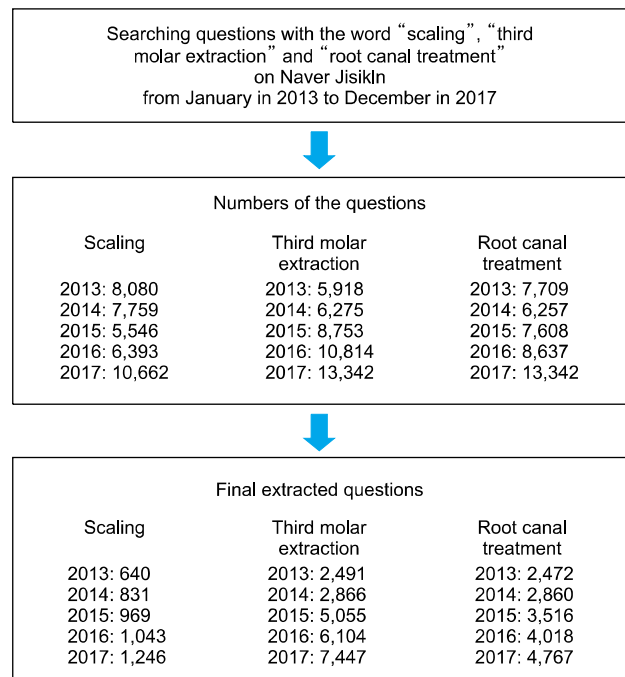 Searching questions with the word “scaling”, “third
molar extraction” and “root canal treatment”
on Naver JisikIn
from January in 2013 to December in 2017
Numbers of the questions
Scaling
2013: 8,080
2014: 7,759
2015: 5,546
2016: 6,393
2017: 10,662
Third molar
extraction
2013: 5,918
2014: 6,275
2015: 8,753
2016: 10,814
2017: 13,342
Root canal
treatment
2013: 7,709
2014: 6,257
2015: 7,608
2016: 8,637
2017: 13,342
Final extracted questions
Scaling
2013: 640
2014: 831
2015: 969
2016: 1,043
2017: 1,246
Third molar
extraction
2013: 2,491
2014: 2,866
2015: 5,055
2016: 6,104
2017: 7,447
Root canal
treatment
2013: 2,472
2014: 2,860
2015: 3,516
2016: 4,018
2017: 4,767